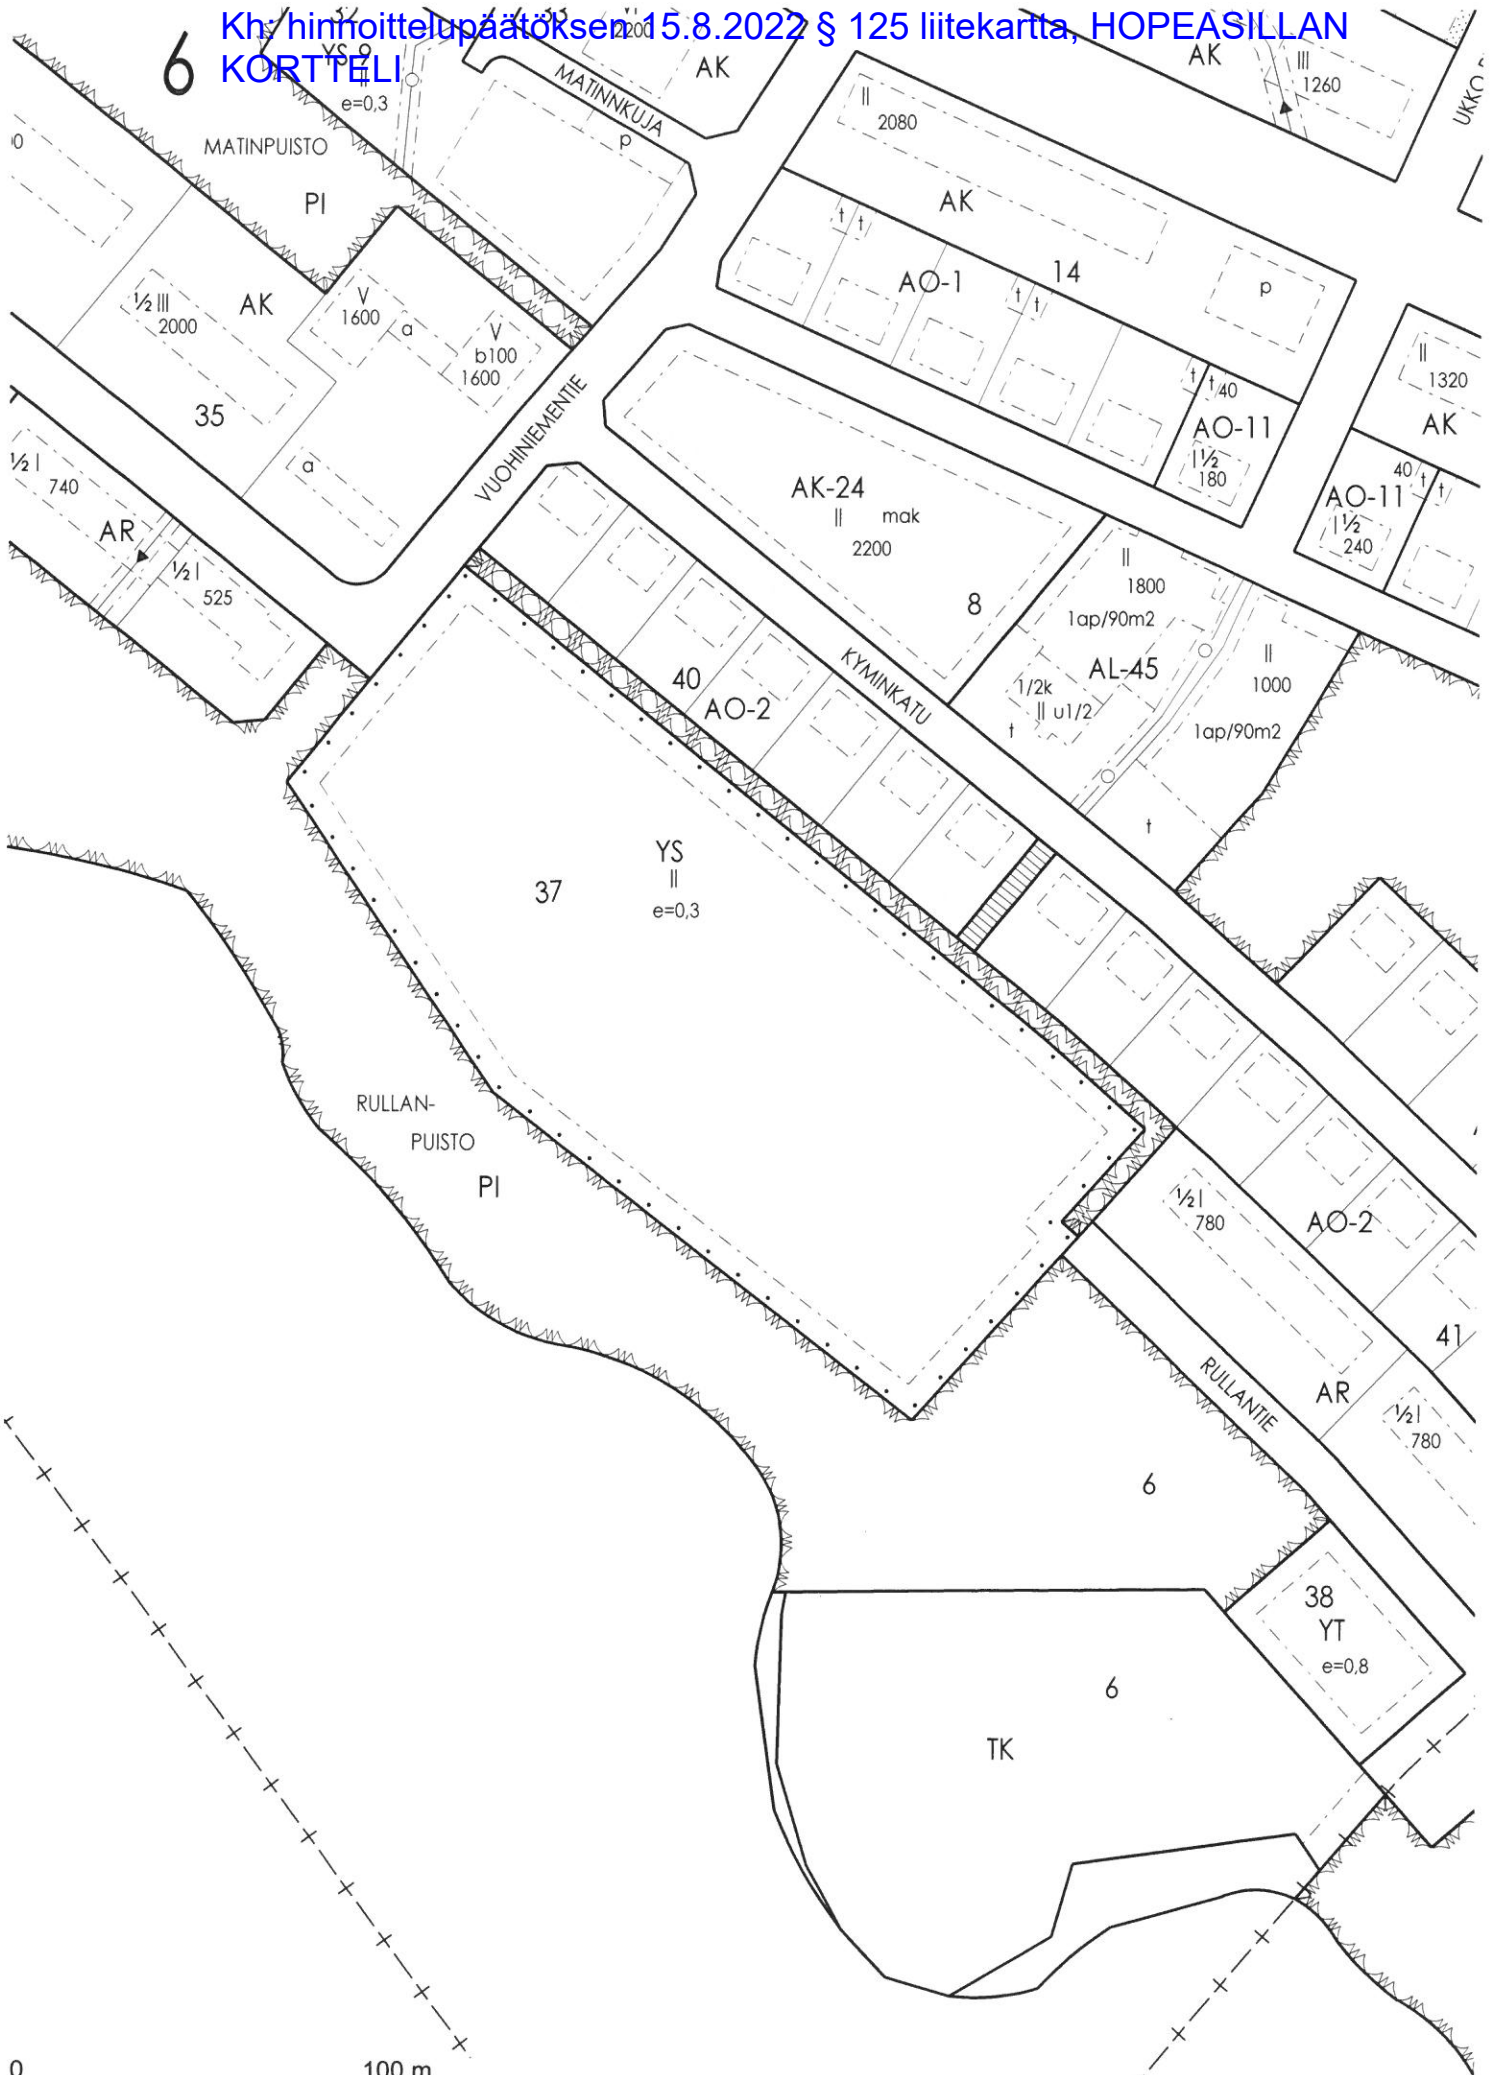 Kh: hinnoittelupäätöksen 15.8.2022 § 125 liitekartta, HOPEASILLAN
KORTTELI
6
33
VI
2200
AK
YS-9
II
e=0,3
MATINNKUJA
p
MATINPUISTO
PI
AK
III
1260
II
2080
AK
14
AO-1
t
t
t
t
t
t
40
p
AO-11
I½
180
II
1320
AK
40
t
t
AO-11
I½
240
½ III
2000
AK
V
1600
a
V
b100
1600
35
a
VUOHINIEMENTIE
½ I
740
AR
½ I
525
AK-24
II
mak
2200
8
II
1800
1ap/90m2
AL-45
1/2k
II u1/2
t
II
1000
1ap/90m2
t
KYMINKATU
40
AO-2
YS
II
e=0,3
37
RULLAN-
PUISTO
PI
½ I
780
AO-2
41
AR
½ I
780
RULLANTIE
6
38
YT
e=0,8
6
TK
0
100 m